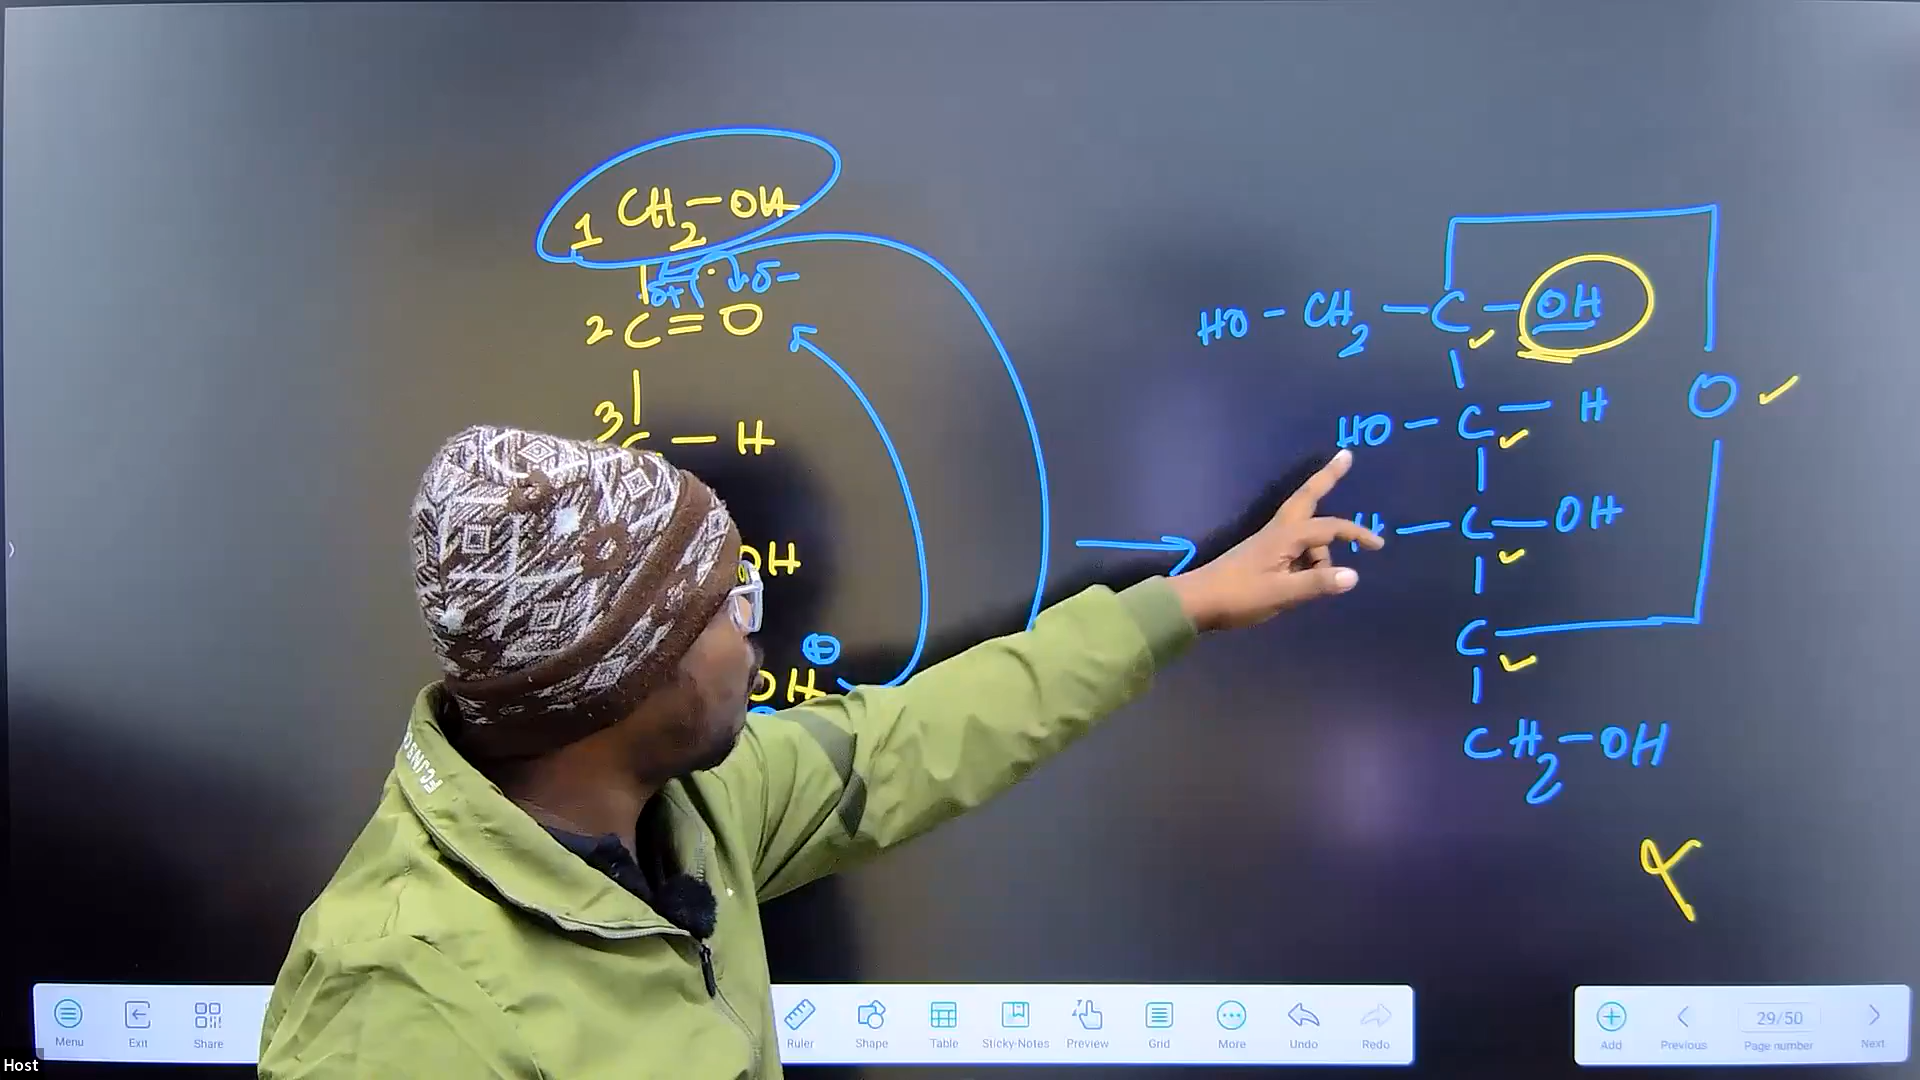 1 CH2-OH
δ+ δ-
2 C=O
3 C-H
OH
⊕
OH
HO-CH2-C-OH
HO-C-H
O
H-C-OH
C
CH2-OH
α
Menu
Exit
Share
Ruler
Shape
Table
Sticky-Notes
Preview
Grid
More
Undo
Redo
Add
Previous
29/50
Page number
Next
Host